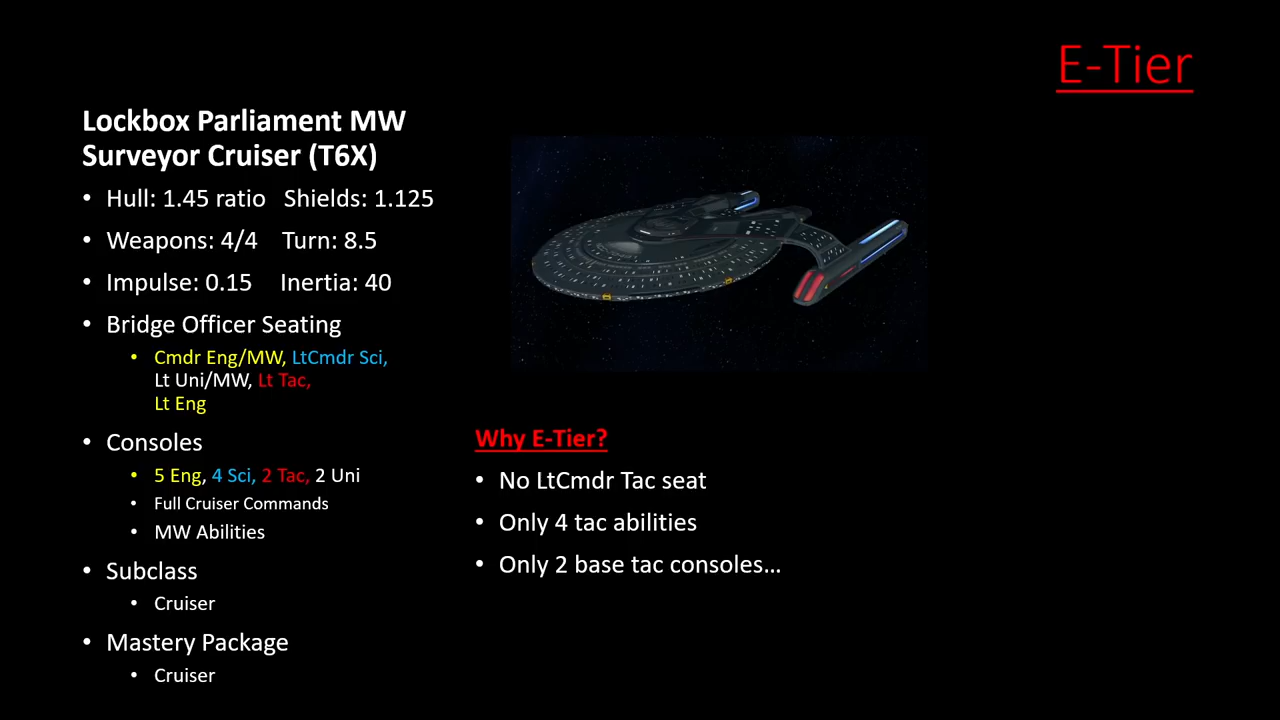 E-Tier
Lockbox Parliament MW
Surveyor Cruiser (T6X)
• Hull: 1.45 ratio Shields: 1.125
• Weapons: 4/4 Turn: 8.5
• Impulse: 0.15 Inertia: 40
• Bridge Officer Seating
• Cmdr Eng/MW, LtCmdr Sci,
Lt Uni/MW, Lt Tac,
Lt Eng
• Consoles
• 5 Eng, 4 Sci, 2 Tac, 2 Uni
• Full Cruiser Commands
• MW Abilities
• Subclass
• Cruiser
• Mastery Package
• Cruiser
Why E-Tier?
• No LtCmdr Tac seat
• Only 4 tac abilities
• Only 2 base tac consoles…